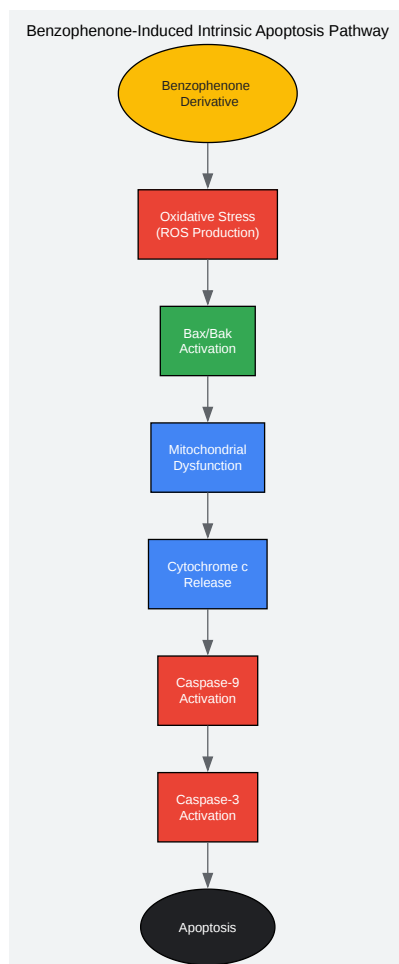 Benzophenone-Induced Intrinsic Apoptosis Pathway
Benzophenone
Derivative
Oxidative Stress
(ROS Production)
Bax/Bak
Activation
Mitochondrial
Dysfunction
Cytochrome c
Release
Caspase-9
Activation
Caspase-3
Activation
Apoptosis